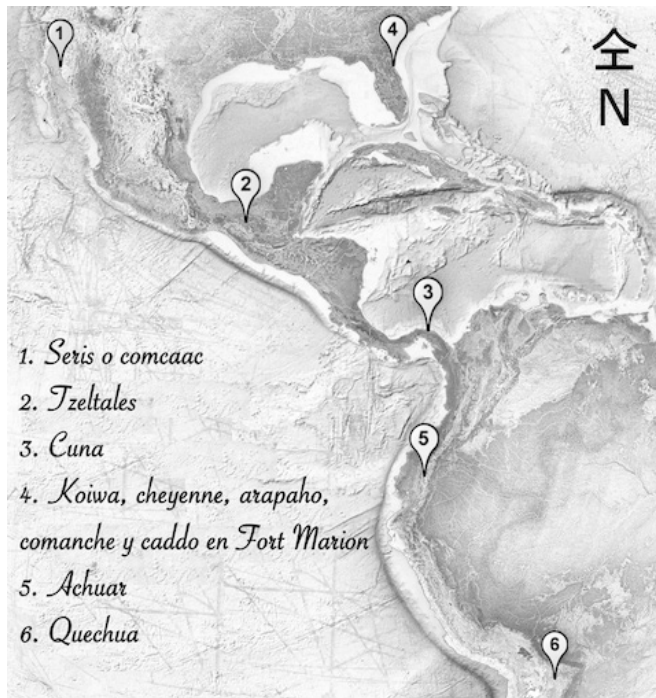 1
4
N
2
3
1. Seris o comcaac
2. Tzeltales
3. Cuna
5
4. Koiwa, cheyenne, arapaho,
comanche y caddo en Fort Marion
5. Achuar
6. Quechua
6